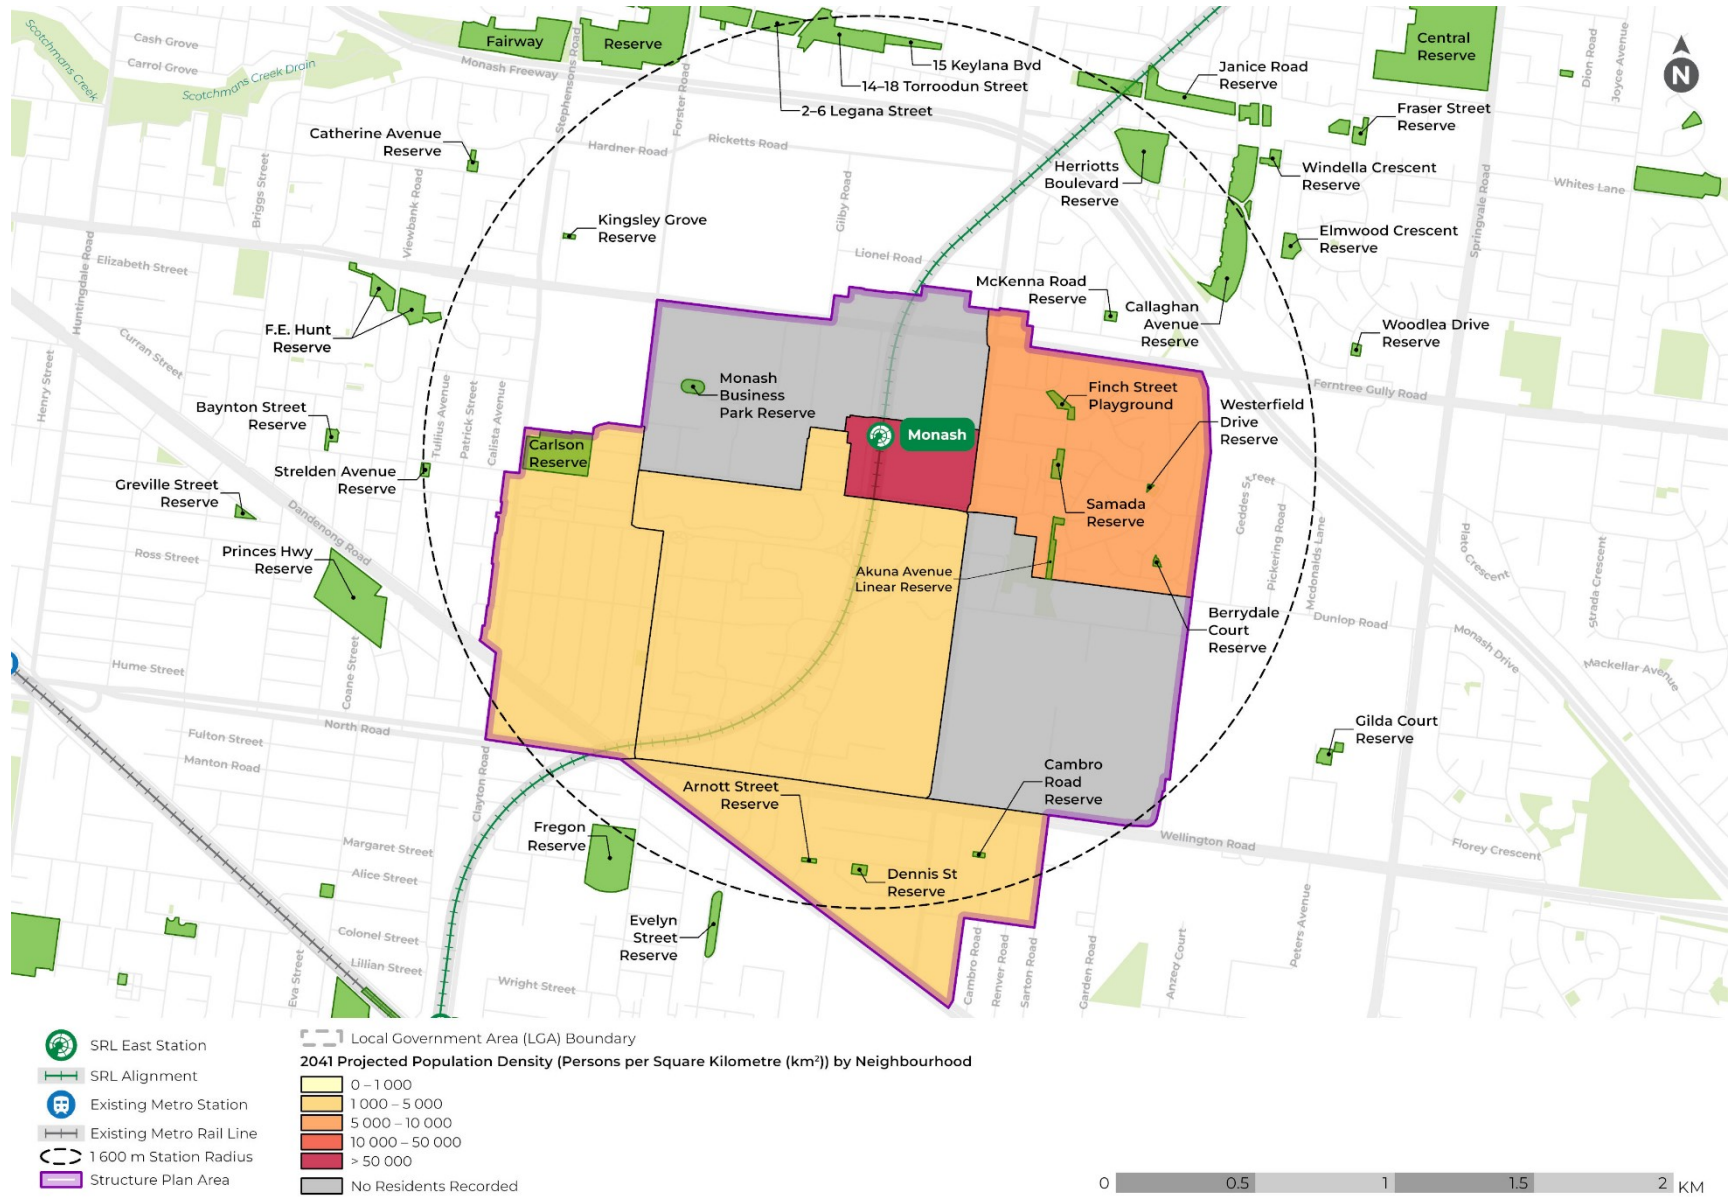 Scotchmans Creek
Cash Grove
Carrol Grove
Scotchmans Creek Drain
Fairway
Reserve
Monash Freeway
Stephensons Road
Forster Road
15 Keylana Bvd
14–18 Torroodun Street
2–6 Legana Street
Janice Road
Reserve
Central
Reserve
Dion Road
Joyce Avenue
N
Fraser Street
Reserve
Catherine Avenue
Reserve
Hardner Road
Ricketts Road
Herriotts
Boulevard
Reserve
Windella Crescent
Reserve
Whites Lane
Briggs Street
Viewbank Road
Gilby Road
Kingsley Grove
Reserve
Springvale Road
Elmwood Crescent
Reserve
Huntingdale Road
Elizabeth Street
Lionel Road
McKenna Road
Reserve
Callaghan
Avenue
Reserve
F.E. Hunt
Reserve
Woodlea Drive
Reserve
Curran Street
Henry Street
Monash
Business
Park Reserve
Finch Street
Playground
Westerfield
Drive
Reserve
Ferntree Gully Road
Baynton Street
Reserve
Tullius Avenue
Patrick Street
Calista Avenue
Carlson
Reserve
Monash
Strelden Avenue
Reserve
Greville Street
Reserve
Dandenong Road
Samada
Reserve
Geddes Street
Pickering Road
Mcdonalds Lane
Plato Crescent
Strada Crescent
Ross Street
Princes Hwy
Reserve
Akuna Avenue
Linear Reserve
Berrydale
Court
Reserve
Dunlop Road
Monash Drive
Mackellar Avenue
Hume Street
Coane Street
North Road
Fulton Street
Manton Road
Clayton Road
Gilda Court
Reserve
Cambro
Road
Reserve
Arnott Street
Reserve
Fregon
Reserve
Margaret Street
Wellington Road
Florey Crescent
Alice Street
Dennis St
Reserve
Evelyn
Street
Reserve
Colonel Street
Lillian Street
Eva Street
Wright Street
Cambro Road
Renver Road
Sarton Road
Garden Road
Anzed Court
Peters Avenue
SRL East Station
SRL Alignment
Existing Metro Station
Existing Metro Rail Line
1 600 m Station Radius
Structure Plan Area
Local Government Area (LGA) Boundary
2041 Projected Population Density (Persons per Square Kilometre (km²)) by Neighbourhood
0 – 1 000
1 000 – 5 000
5 000 – 10 000
10 000 – 50 000
> 50 000
No Residents Recorded
0 0.5 1 1.5 2 KM